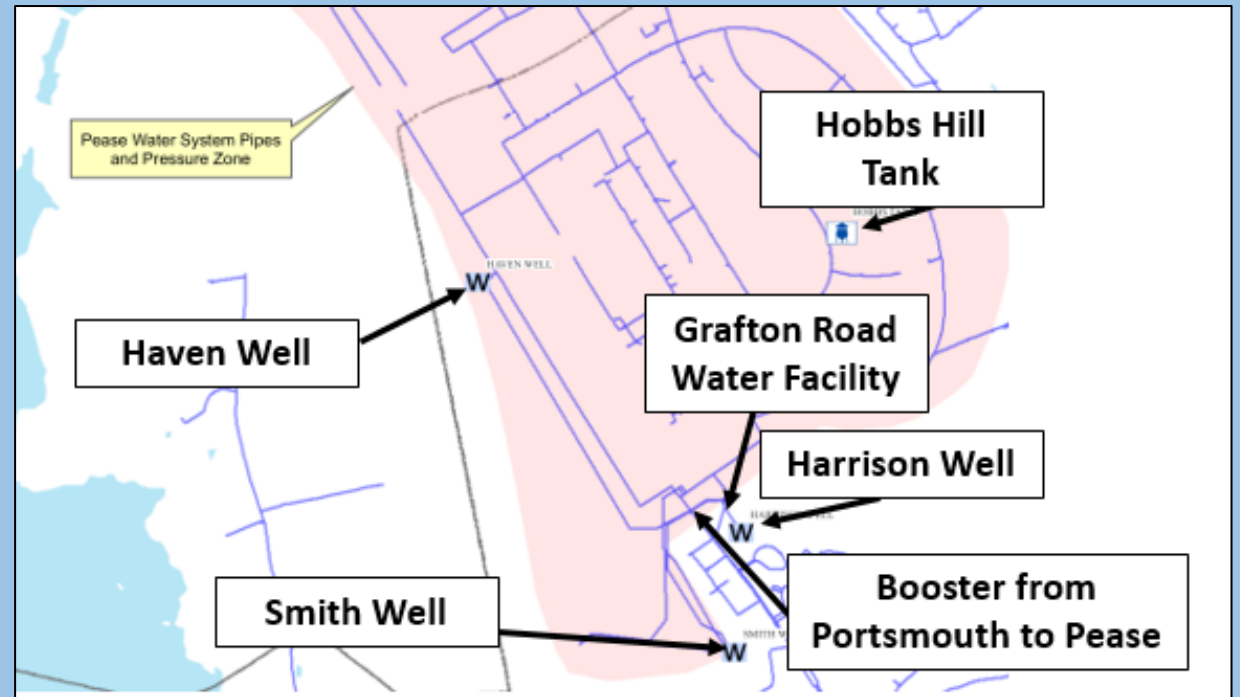 Hobbs Hill
Tank
Pease Water System Pipes
and Pressure Zone
HAVEN WELL
W
Haven Well
Grafton Road
Water Facility
Harrison Well
W
Booster from
Portsmouth to Pease
Smith Well
SMITH W
W